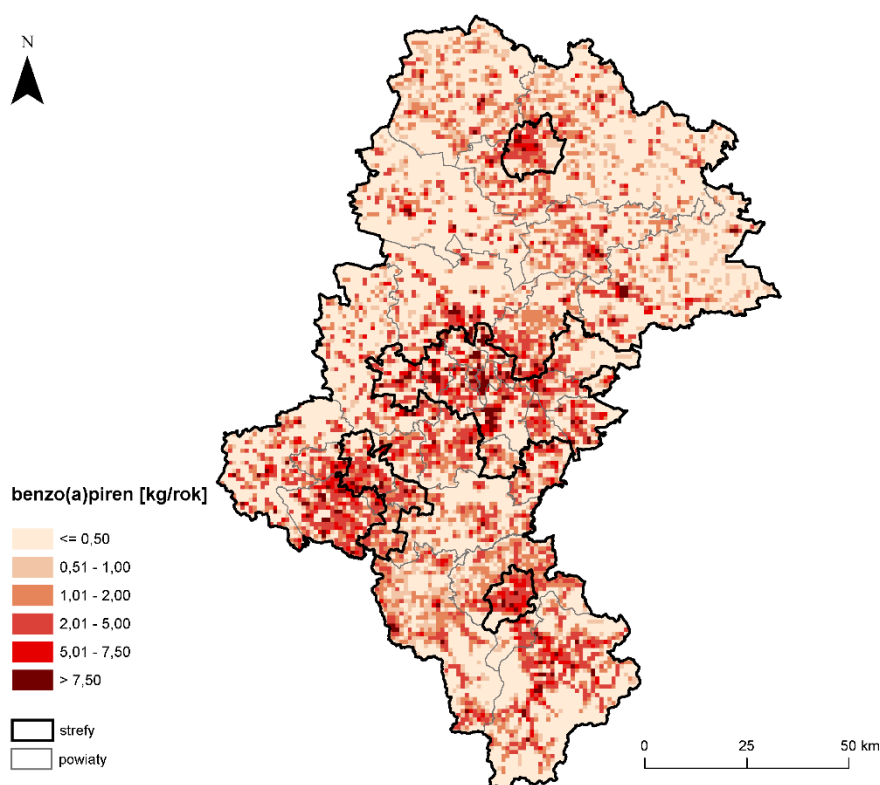 N
benzo(a)piren [kg/rok]
<= 0,50
0,51 - 1,00
1,01 - 2,00
2,01 - 5,00
5,01 - 7,50
> 7,50
strefy
powiaty
0 25 50 km